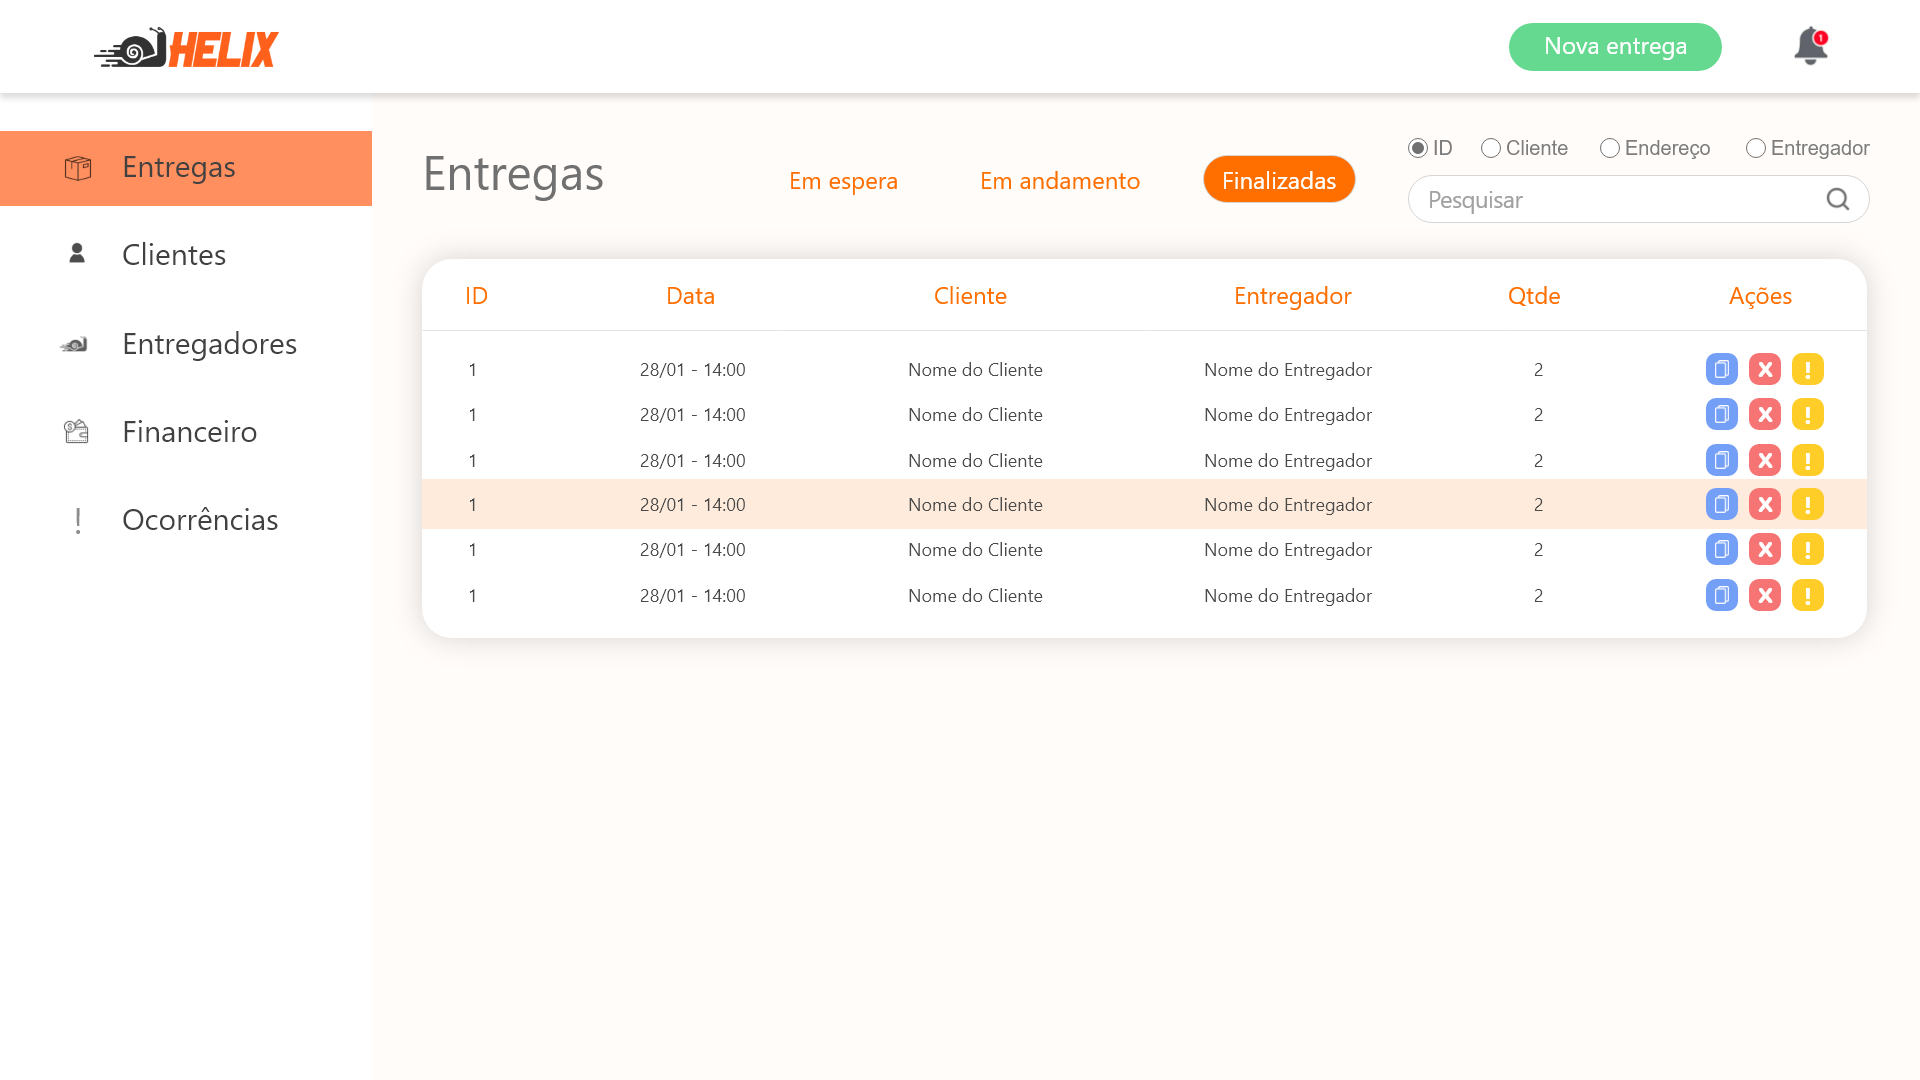 HELIX
Nova entrega
1
Entregas
Clientes
Entregadores
Financeiro
Ocorrências
Entregas
Em espera
Em andamento
Finalizadas
ID Cliente Endereço Entregador
Pesquisar
ID Data Cliente Entregador Qtde Ações
1 28/01 - 14:00 Nome do Cliente Nome do Entregador 2
1 28/01 - 14:00 Nome do Cliente Nome do Entregador 2
1 28/01 - 14:00 Nome do Cliente Nome do Entregador 2
1 28/01 - 14:00 Nome do Cliente Nome do Entregador 2
1 28/01 - 14:00 Nome do Cliente Nome do Entregador 2
1 28/01 - 14:00 Nome do Cliente Nome do Entregador 2